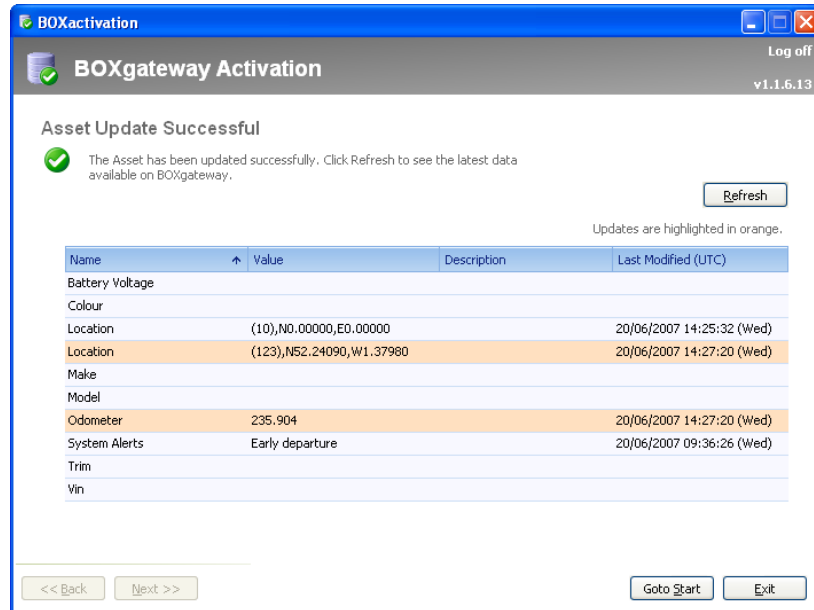 BOXactivation
Log off
BOXgateway Activation
v1.1.6.13
Asset Update Successful
The Asset has been updated successfully. Click Refresh to see the latest data
available on BOXgateway.
Refresh
Updates are highlighted in orange.
Name Value Description Last Modified (UTC)
Battery Voltage
Colour
Location (10),N0.00000,E0.00000 20/06/2007 14:25:32 (Wed)
Location (123),N52.24090,W1.37980 20/06/2007 14:27:20 (Wed)
Make
Model
Odometer 235.904 20/06/2007 14:27:20 (Wed)
System Alerts Early departure 20/06/2007 09:36:26 (Wed)
Trim
Vin
<< Back Next >> Goto Start Exit